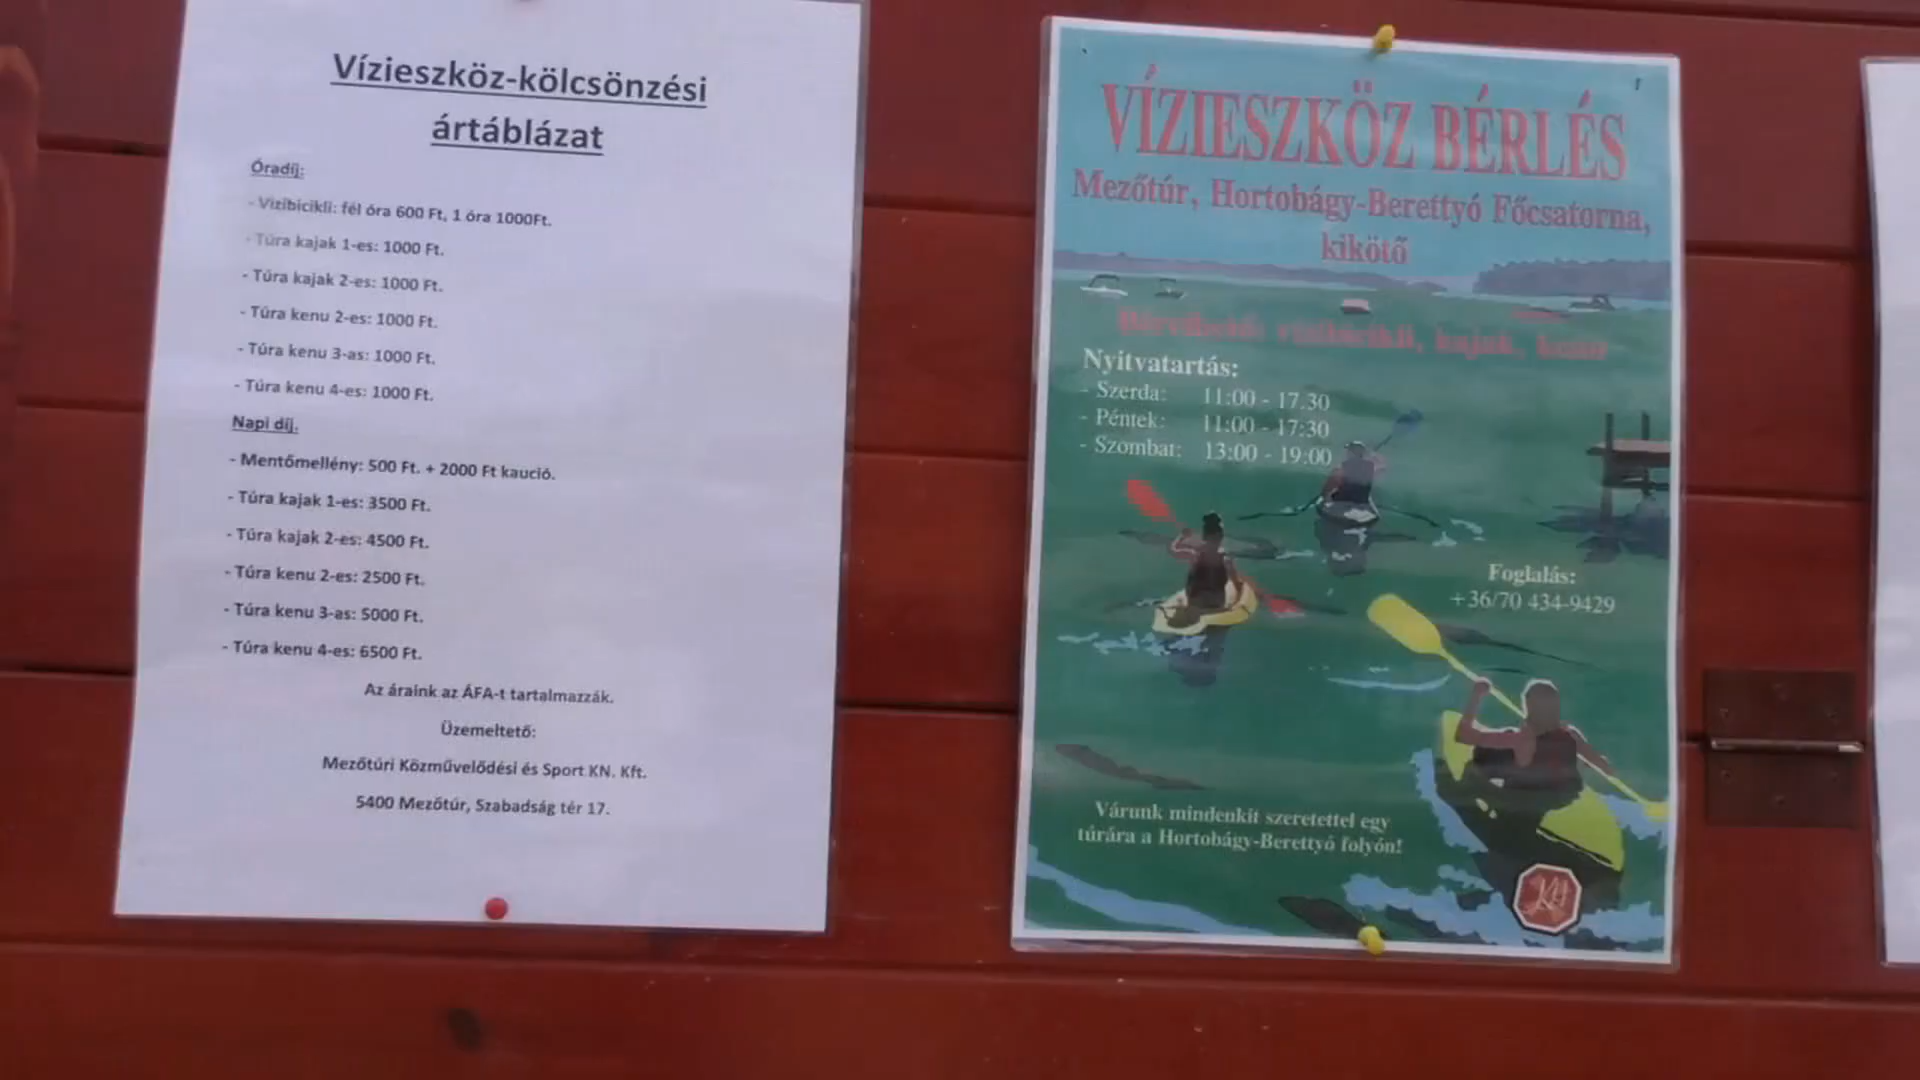 Vízieszköz-kölcsönzési
ártáblázat
Óradíj:
- Vízibicikli: fél óra 600 Ft, 1 óra 1000Ft.
- Túra kajak 1-es: 1000 Ft.
- Túra kajak 2-es: 1000 Ft.
- Túra kenu 2-es: 1000 Ft.
- Túra kenu 3-as: 1000 Ft.
- Túra kenu 4-es: 1000 Ft.
Napi díj.
- Mentőmellény: 500 Ft. + 2000 Ft kaució.
- Túra kajak 1-es: 3500 Ft.
- Túra kajak 2-es: 4500 Ft.
- Túra kenu 2-es: 2500 Ft.
- Túra kenu 3-as: 5000 Ft.
- Túra kenu 4-es: 6500 Ft.
Az áraink az ÁFA-t tartalmazzák.
Üzemeltető:
Mezőtúri Közművelődési és Sport KN. Kft.
5400 Mezőtúr, Szabadság tér 17.
VÍZIESZKÖZ BÉRLÉS
Mezőtúr, Hortobágy-Berettyó Főcsatorna,
kikötő
Bérelhető: vízibicikli, kajak, kenu
Nyitvatartás:
- Szerda: 11:00 - 17.30
- Péntek: 11:00 - 17:30
- Szombat: 13:00 - 19:00
Foglalás:
+36/70 434-9429
Várunk mindenkit szeretettel egy
túrára a Hortobágy-Berettyó folyón!